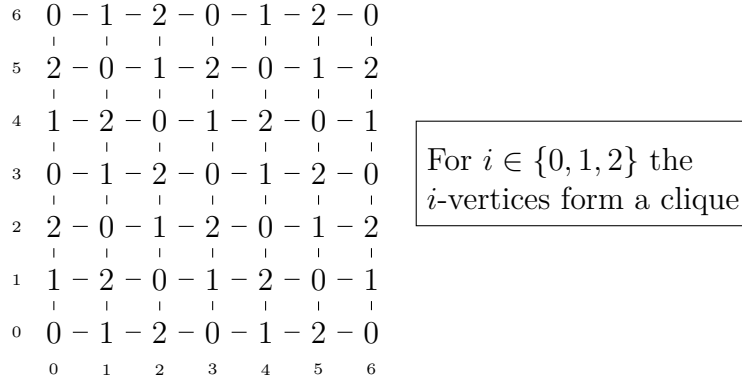 6 0 – 1 – 2 – 0 – 1 – 2 – 0
5 2 – 0 – 1 – 2 – 0 – 1 – 2
4 1 – 2 – 0 – 1 – 2 – 0 – 1
3 0 – 1 – 2 – 0 – 1 – 2 – 0
2 2 – 0 – 1 – 2 – 0 – 1 – 2
1 1 – 2 – 0 – 1 – 2 – 0 – 1
0 0 – 1 – 2 – 0 – 1 – 2 – 0
0 1 2 3 4 5 6
For i ∈ {0, 1, 2} the
i-vertices form a clique